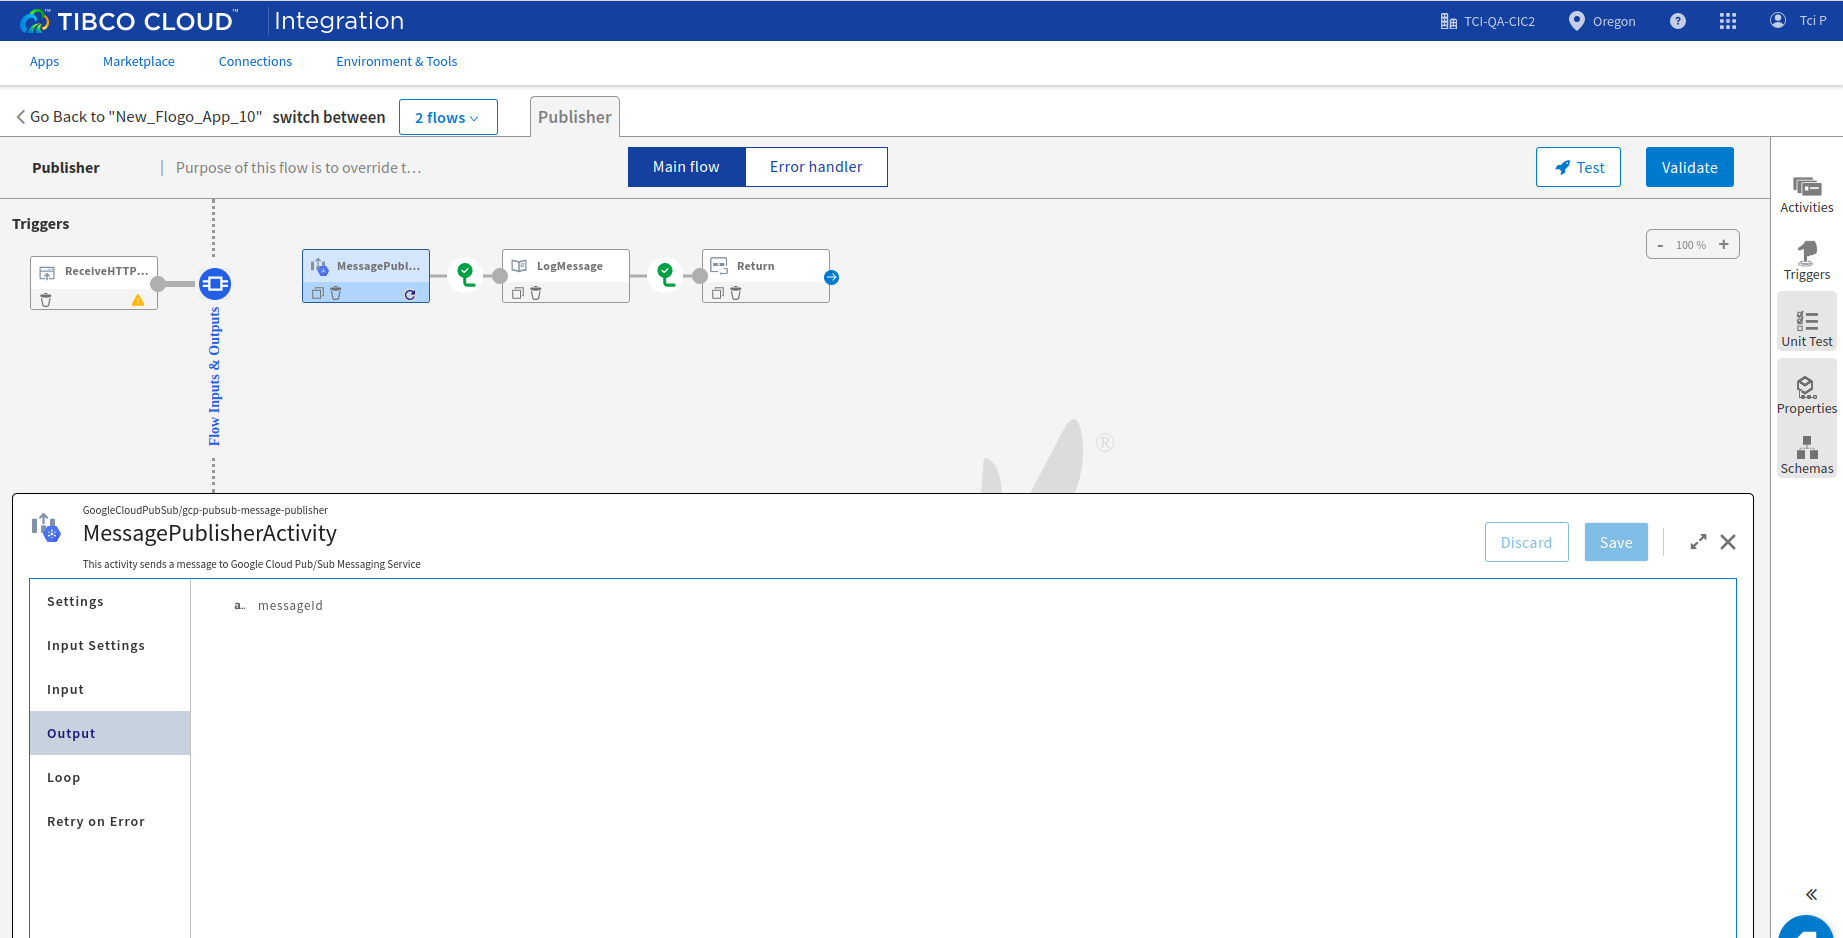 TIBCO CLOUD™ Integration
TCI-QA-CIC2
Oregon
?
Tci P
Apps
Marketplace
Connections
Environment & Tools
Go Back to "New_Flogo_App_10"
switch between
2 flows
Publisher
Publisher
Purpose of this flow is to override t...
Main flow
Error handler
Test
Validate
Triggers
ReceiveHTTP...
Flow Inputs & Outputs
MessagePubl...
LogMessage
Return
- 100 % +
®
Activities
Triggers
Unit Test
Properties
Schemas
GoogleCloudPubSub/gcp-pubsub-message-publisher
MessagePublisherActivity
This activity sends a message to Google Cloud Pub/Sub Messaging Service
Discard
Save
Settings
Input Settings
Input
Output
Loop
Retry on Error
a.. messageId